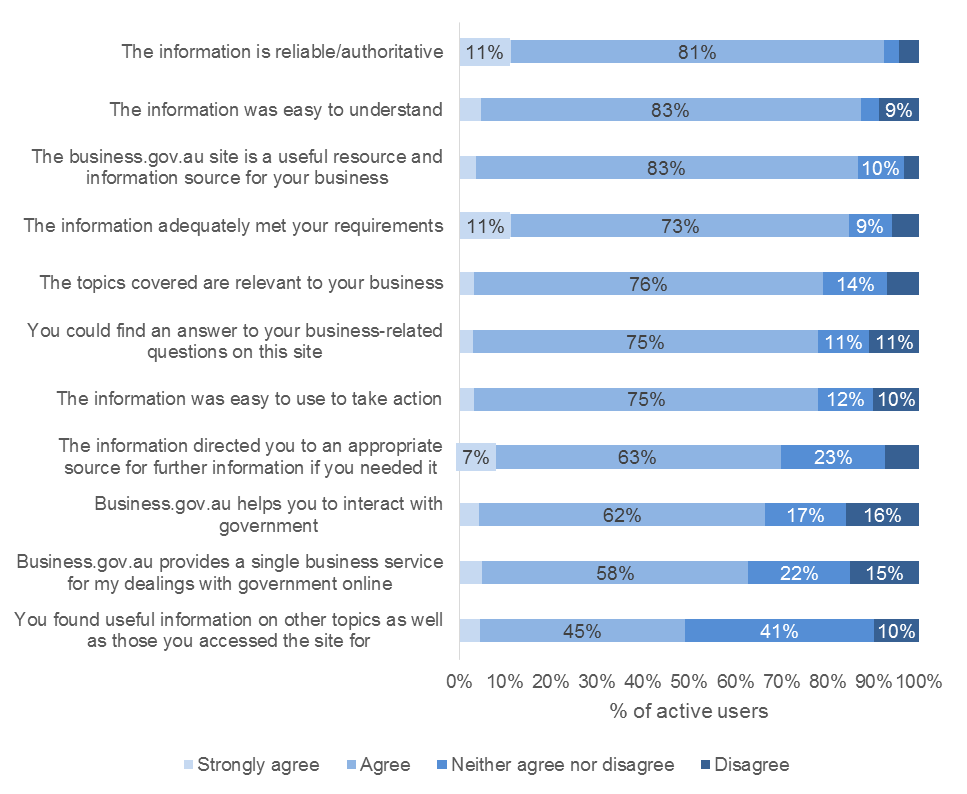 The information is reliable/authoritative
11%
81%
The information was easy to understand
83%
9%
The business.gov.au site is a useful resource and
information source for your business
83%
10%
The information adequately met your requirements
11%
73%
9%
The topics covered are relevant to your business
76%
14%
You could find an answer to your business-related
questions on this site
75%
11%
11%
The information was easy to use to take action
75%
12%
10%
The information directed you to an appropriate
source for further information if you needed it
7%
63%
23%
Business.gov.au helps you to interact with
government
62%
17%
16%
Business.gov.au provides a single business service
for my dealings with government online
58%
22%
15%
You found useful information on other topics as well
as those you accessed the site for
45%
41%
10%
0% 10% 20% 30% 40% 50% 60% 70% 80% 90% 100%
% of active users
Strongly agree Agree Neither agree nor disagree Disagree